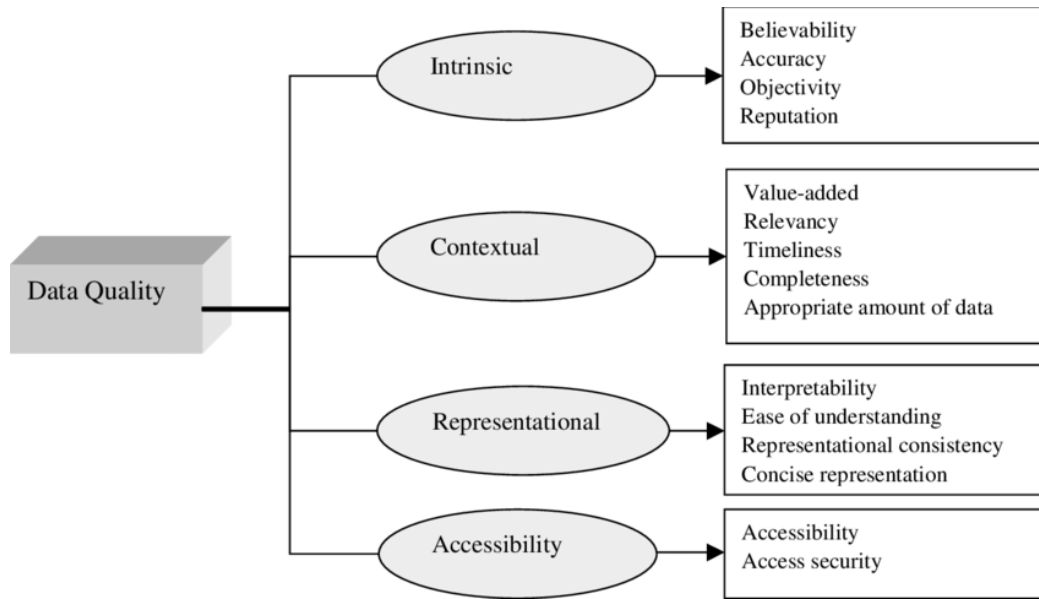 Data Quality
Intrinsic
Believability
Accuracy
Objectivity
Reputation
Contextual
Value-added
Relevancy
Timeliness
Completeness
Appropriate amount of data
Representational
Interpretability
Ease of understanding
Representational consistency
Concise representation
Accessibility
Accessibility
Access security